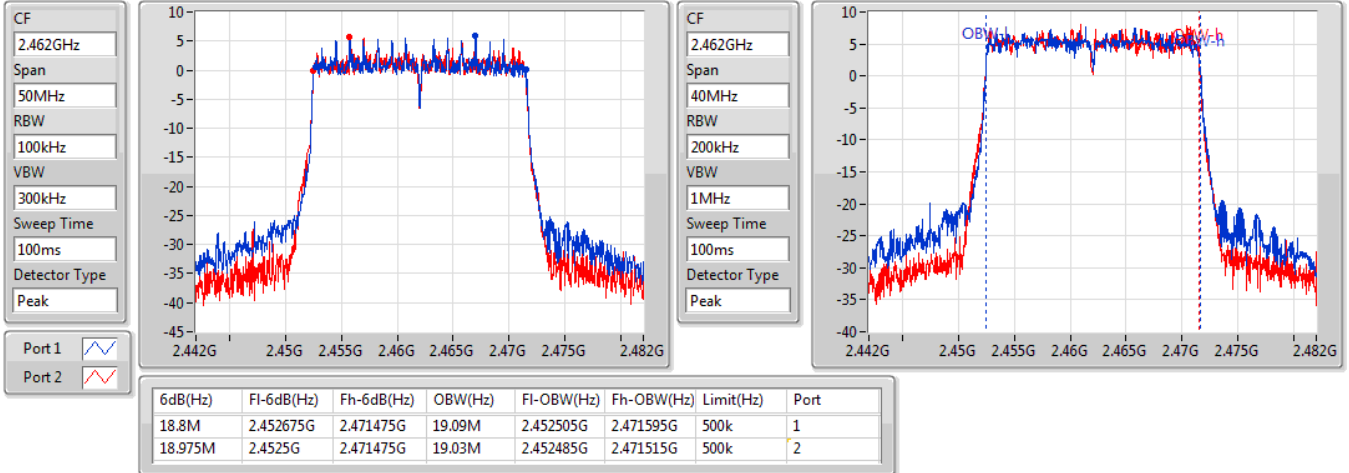 CF
2.462GHz
Span
50MHz
RBW
100kHz
VBW
300kHz
Sweep Time
100ms
Detector Type
Peak
Port 1
Port 2
10
5
0
-5
-10
-15
-20
-25
-30
-35
-40
-45
2.442G 2.45G 2.455G 2.46G 2.465G 2.47G 2.475G 2.482G
CF
2.462GHz
Span
40MHz
RBW
200kHz
VBW
1MHz
Sweep Time
100ms
Detector Type
Peak
10
5
0
-5
-10
-15
-20
-25
-30
-35
-40
2.442G 2.45G 2.455G 2.46G 2.465G 2.47G 2.475G 2.482G
6dB(Hz) Fl-6dB(Hz) Fh-6dB(Hz) OBW(Hz) Fl-OBW(Hz) Fh-OBW(Hz) Limit(Hz) Port
18.8M 2.452675G 2.471475G 19.09M 2.452505G 2.471595G 500k 1
18.975M 2.4525G 2.471475G 19.03M 2.452485G 2.471515G 500k 2